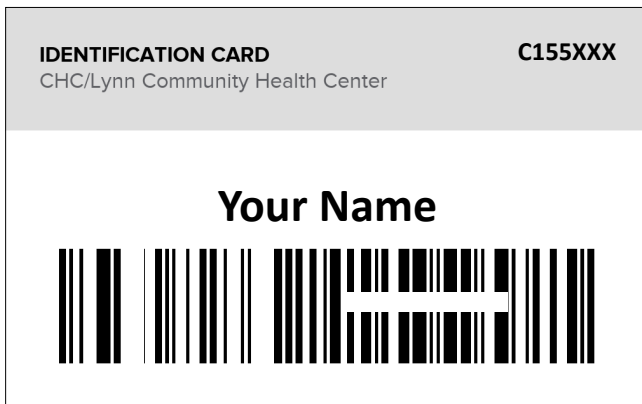 IDENTIFICATION CARD
C155XXX
CHC/Lynn Community Health Center
Your Name